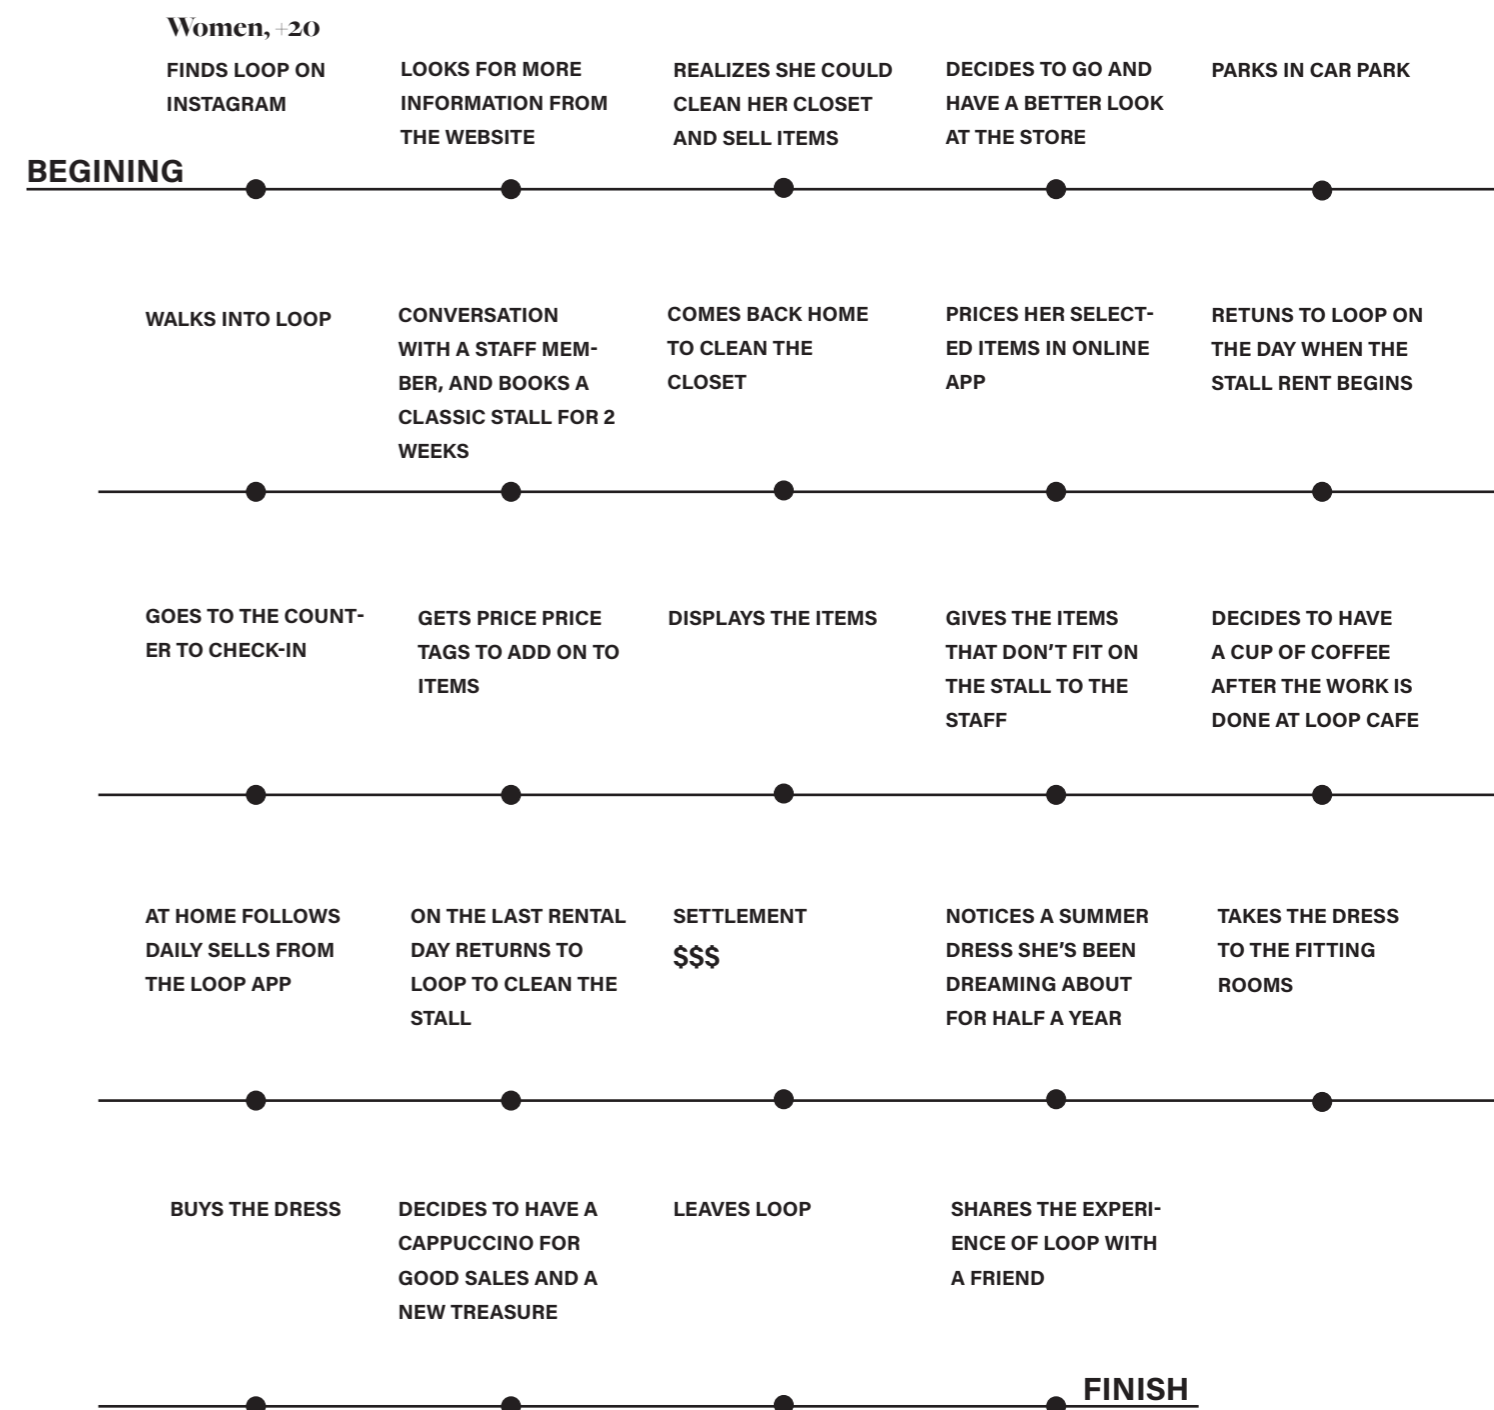 Women, +20
FINDS LOOP ON
INSTAGRAM
LOOKS FOR MORE
INFORMATION FROM
THE WEBSITE
REALIZES SHE COULD
CLEAN HER CLOSET
AND SELL ITEMS
DECIDES TO GO AND
HAVE A BETTER LOOK
AT THE STORE
PARKS IN CAR PARK
BEGINING
WALKS INTO LOOP
CONVERSATION
WITH A STAFF MEM-
BER, AND BOOKS A
CLASSIC STALL FOR 2
WEEKS
COMES BACK HOME
TO CLEAN THE
CLOSET
PRICES HER SELECT-
ED ITEMS IN ONLINE
APP
RETUNS TO LOOP ON
THE DAY WHEN THE
STALL RENT BEGINS
GOES TO THE COUNT-
ER TO CHECK-IN
GETS PRICE PRICE
TAGS TO ADD ON TO
ITEMS
DISPLAYS THE ITEMS
GIVES THE ITEMS
THAT DON'T FIT ON
THE STALL TO THE
STAFF
DECIDES TO HAVE
A CUP OF COFFEE
AFTER THE WORK IS
DONE AT LOOP CAFE
AT HOME FOLLOWS
DAILY SELLS FROM
THE LOOP APP
ON THE LAST RENTAL
DAY RETURNS TO
LOOP TO CLEAN THE
STALL
SETTLEMENT
$$$
NOTICES A SUMMER
DRESS SHE'S BEEN
DREAMING ABOUT
FOR HALF A YEAR
TAKES THE DRESS
TO THE FITTING
ROOMS
BUYS THE DRESS
DECIDES TO HAVE A
CAPPUCCINO FOR
GOOD SALES AND A
NEW TREASURE
LEAVES LOOP
SHARES THE EXPERI-
ENCE OF LOOP WITH
A FRIEND
FINISH